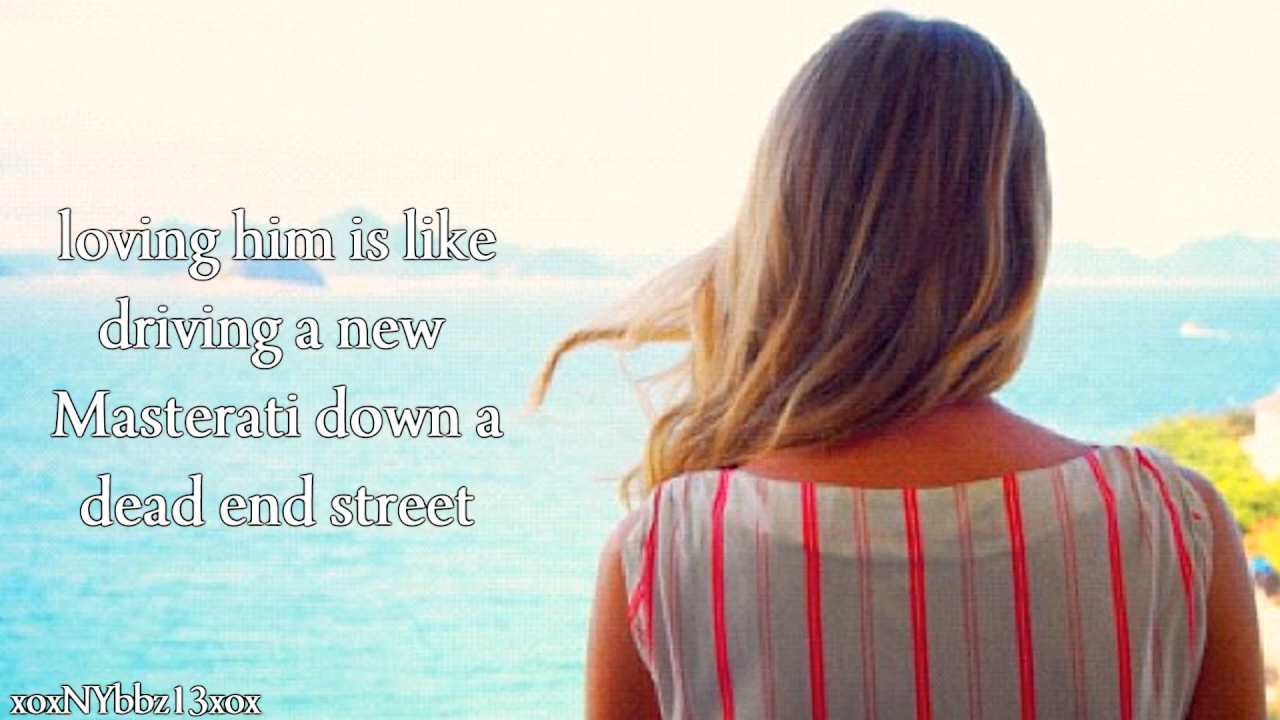 loving him is like
driving a new
Masterati down a
dead end street
xoxNYbbz13xox